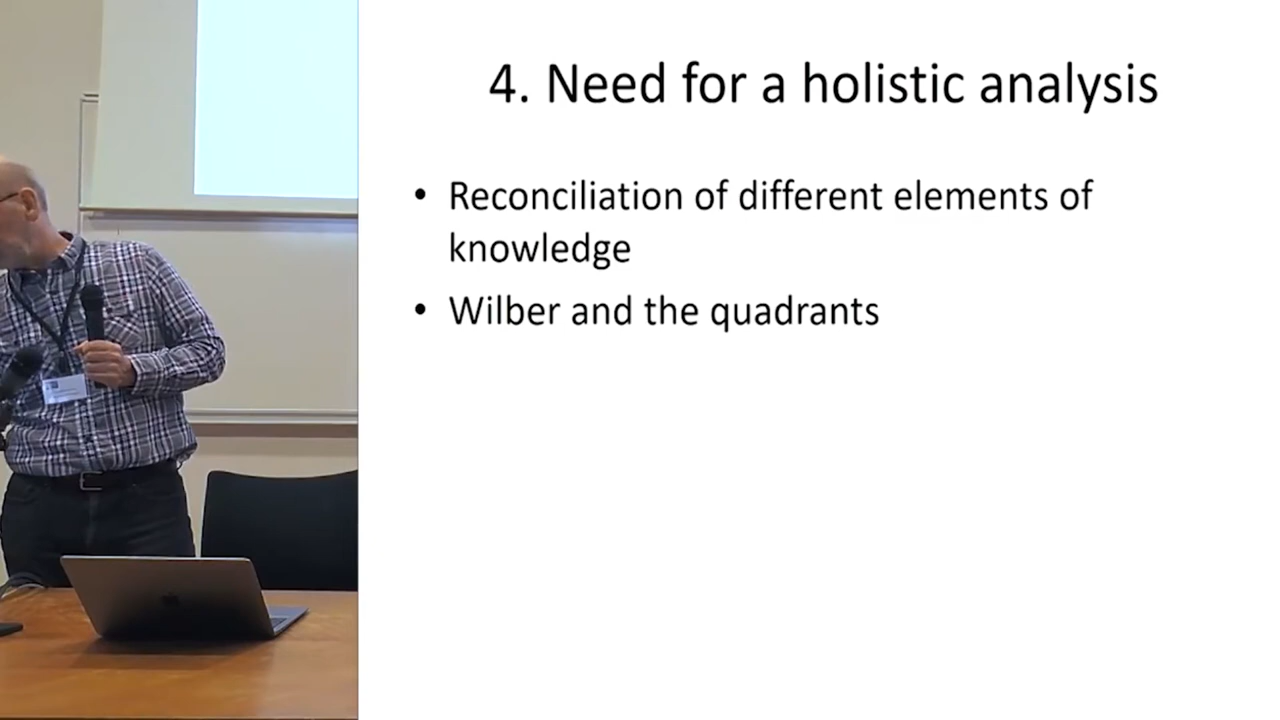 4. Need for a holistic analysis
• Reconciliation of different elements of
knowledge
• Wilber and the quadrants